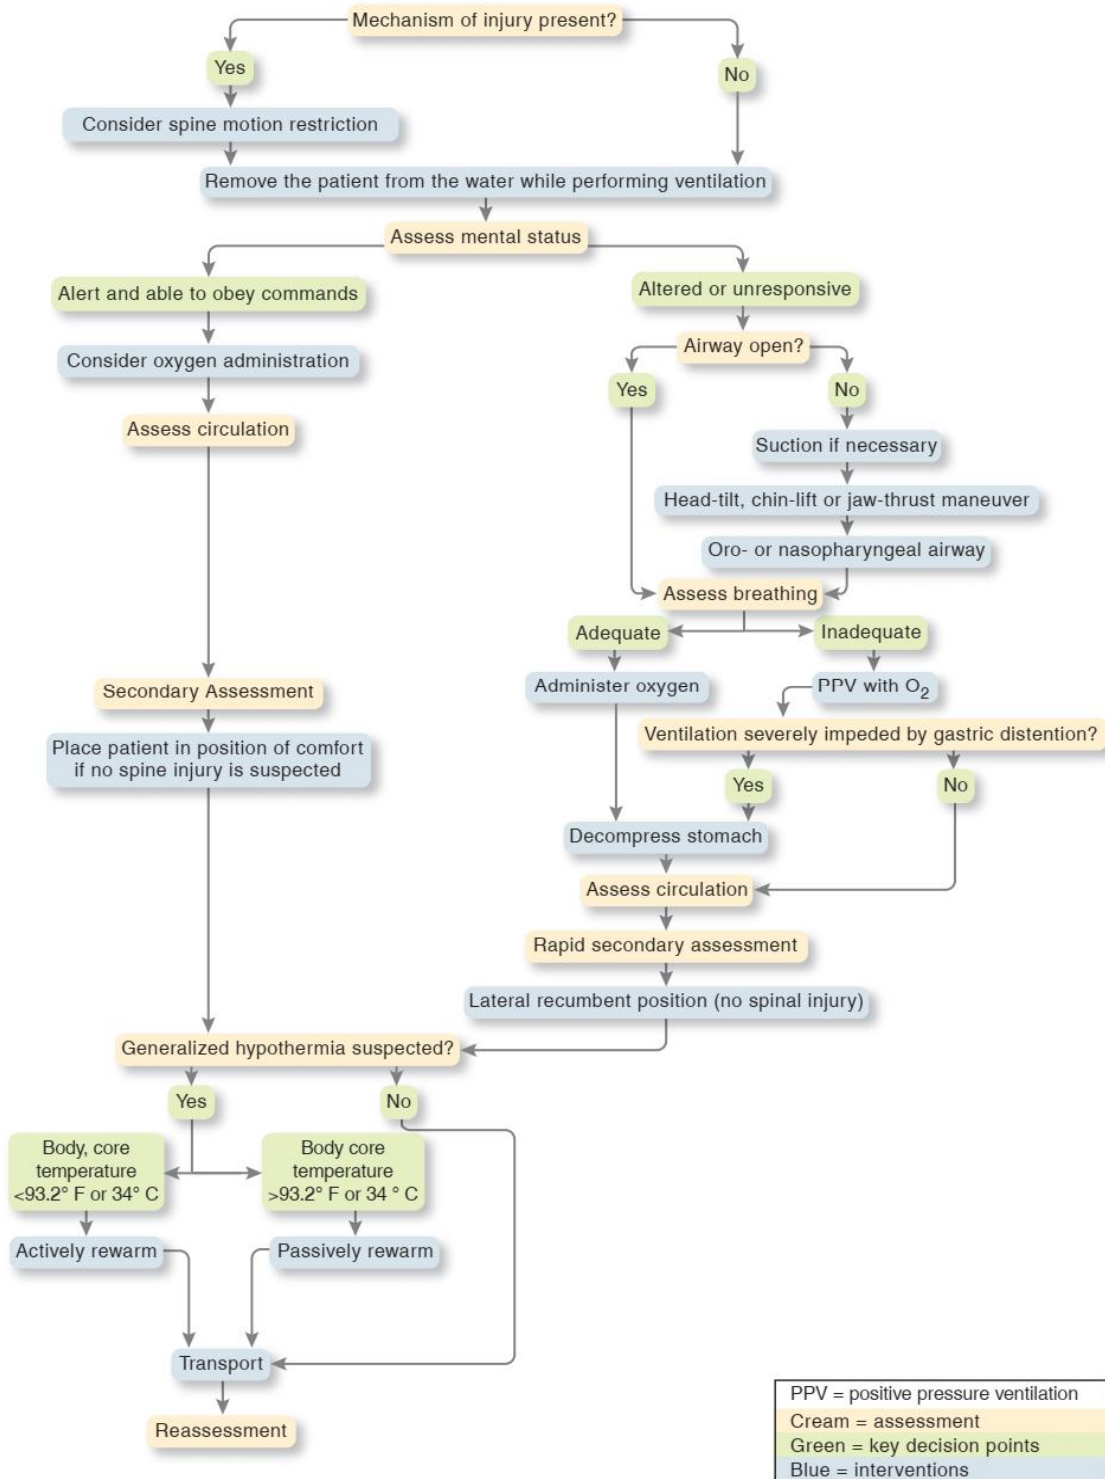 Mechanism of injury present?
Yes
No
Consider spine motion restriction
Remove the patient from the water while performing ventilation
Assess mental status
Alert and able to obey commands
Altered or unresponsive
Consider oxygen administration
Airway open?
Yes
No
Assess circulation
Suction if necessary
Head-tilt, chin-lift or jaw-thrust maneuver
Oro- or nasopharyngeal airway
Assess breathing
Adequate
Inadequate
Secondary Assessment
Administer oxygen
PPV with O₂
Place patient in position of comfort
if no spine injury is suspected
Ventilation severely impeded by gastric distention?
Yes
No
Decompress stomach
Assess circulation
Rapid secondary assessment
Lateral recumbent position (no spinal injury)
Generalized hypothermia suspected?
Yes
No
Body, core
temperature
<93.2° F or 34° C
Body core
temperature
>93.2° F or 34 ° C
Actively rewarm
Passively rewarm
Transport
Reassessment
PPV = positive pressure ventilation
Cream = assessment
Green = key decision points
Blue = interventions